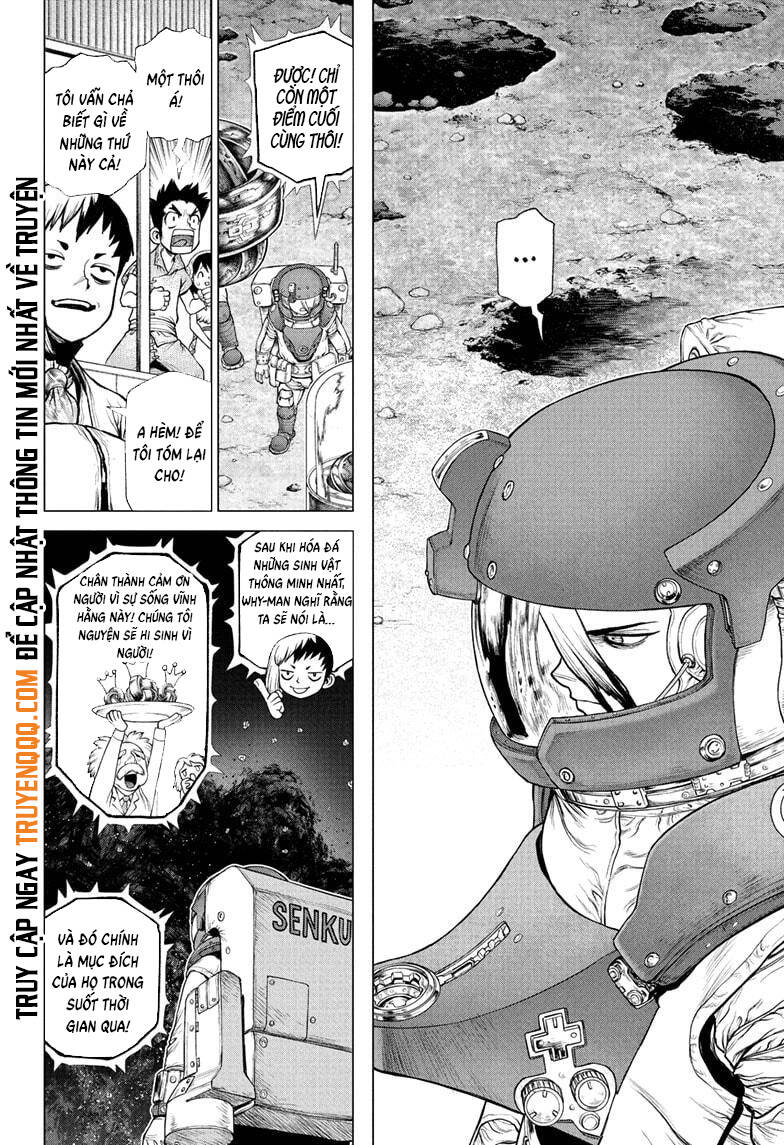 ...
ĐƯỢC! CHỈ
CÒN MỘT
ĐIỂM CUỐI
CÙNG THÔI!
MỘT THÔI
Á!
TÔI VẪN CHẢ
BIẾT GÌ VỀ
NHỮNG THỨ
NÀY CẢ!
A HÈM! ĐỂ
TÔI TÓM LẠI
CHO!
SAU KHI HÓA ĐÁ
NHỮNG SINH VẬT
THÔNG MINH NHẤT,
WHY-MAN NGHĨ RẰNG
TA SẼ NÓI LÀ...
CHÂN THÀNH CẢM ƠN
NGƯỜI VÌ SỰ SỐNG VĨNH
HẰNG NÀY! CHÚNG TÔI
NGUYỆN SẼ HI SINH VÌ
NGƯỜI!
SENKU
VÀ ĐÓ CHÍNH
LÀ MỤC ĐÍCH
CỦA HỌ TRONG
SUỐT THỜI
GIAN QUA!
TRUY CẬP NGAY TRUYENQQQ.COM ĐỂ CẬP NHẬT THÔNG TIN MỚI NHẤT VỀ TRUYỆN